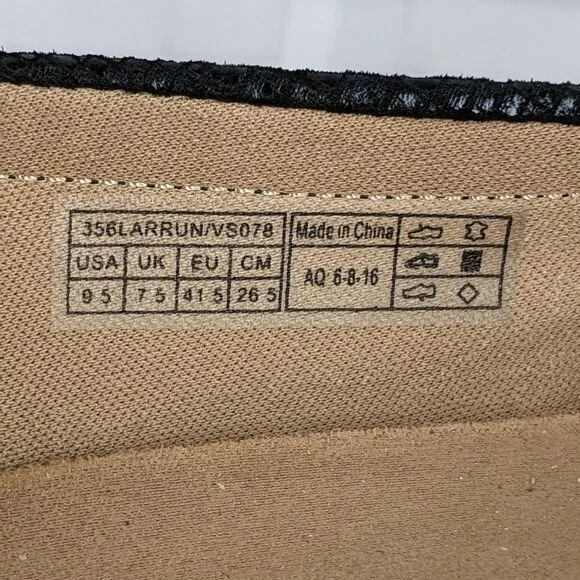 356LARRUN/VS078
USA UK EU CM
9 5 7 5 41 5 26 5
Made in China
AQ 6-8-16